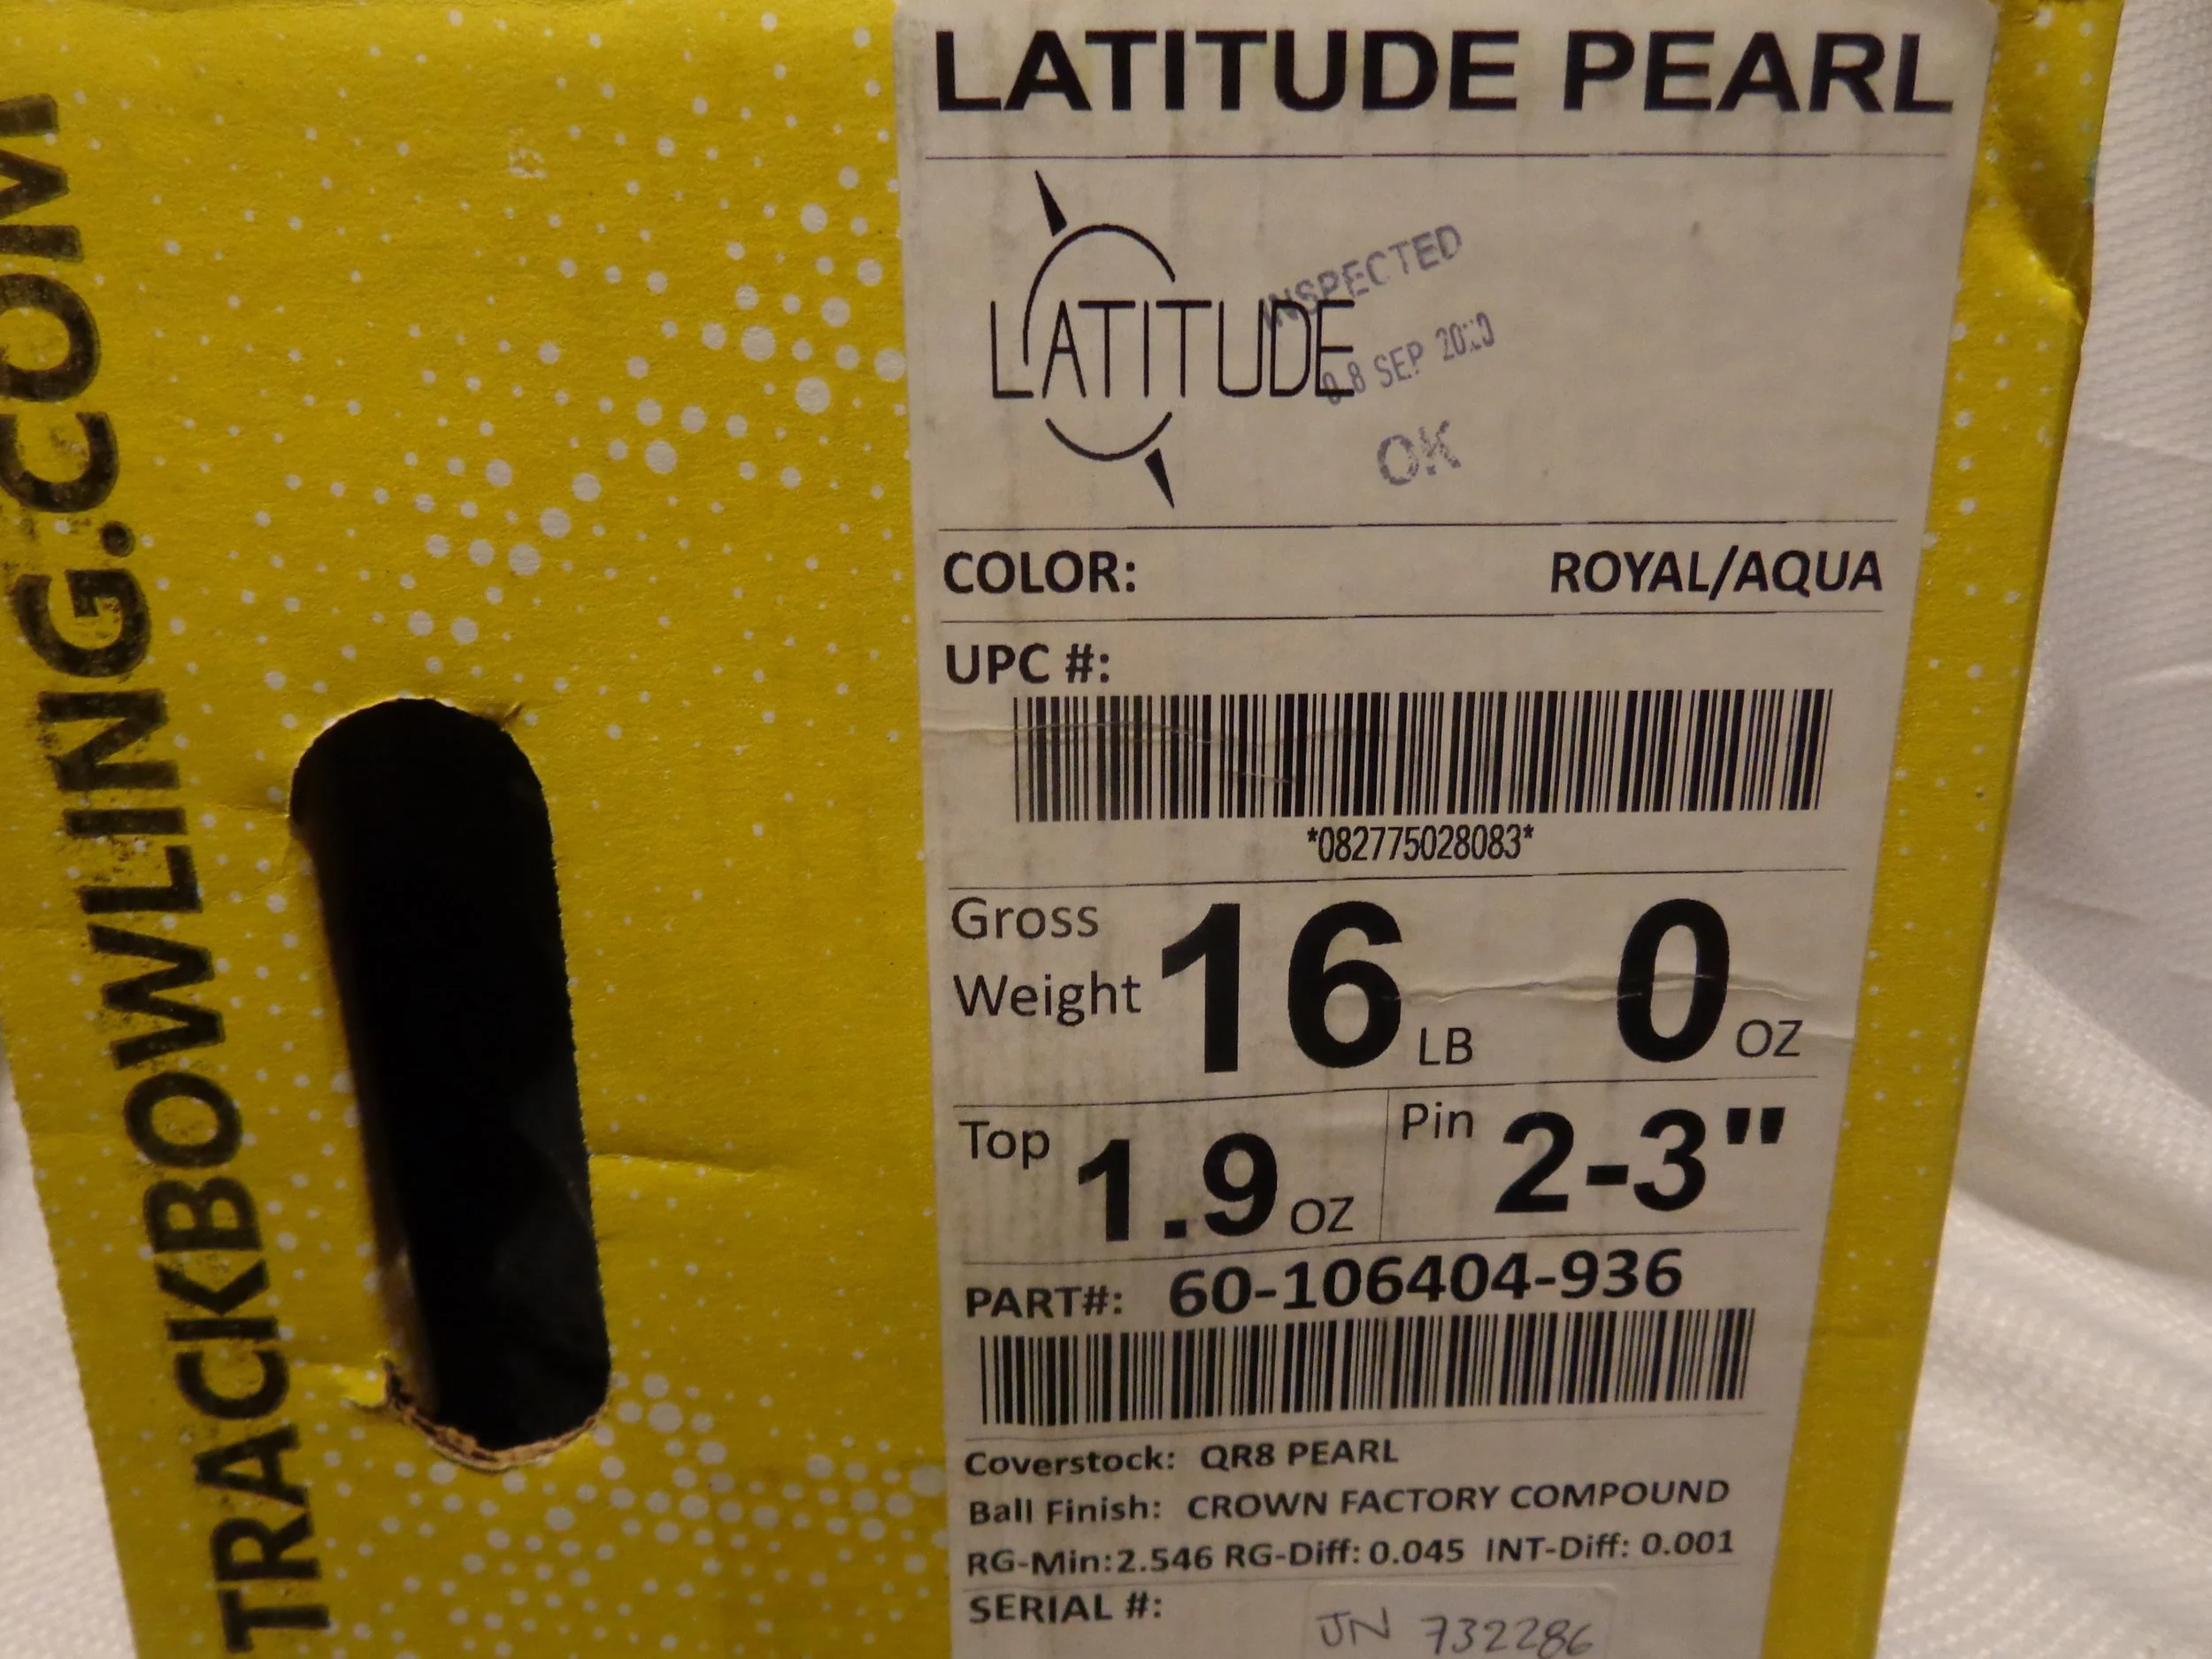 TRACKBOWLING.COM
LATITUDE PEARL
LATITUDE
INSPECTED
08 SEP
OK
COLOR: ROYAL/AQUA
UPC #:
*082775028083*
Gross Weight 16 LB 0 OZ
Top 1.9 OZ Pin 2-3"
PART#: 60-106404-936
Coverstock: QR8 PEARL
Ball Finish: CROWN FACTORY COMPOUND
RG-Min:2.546 RG-Diff: 0.045 INT-Diff: 0.001
SERIAL #: JN 732286